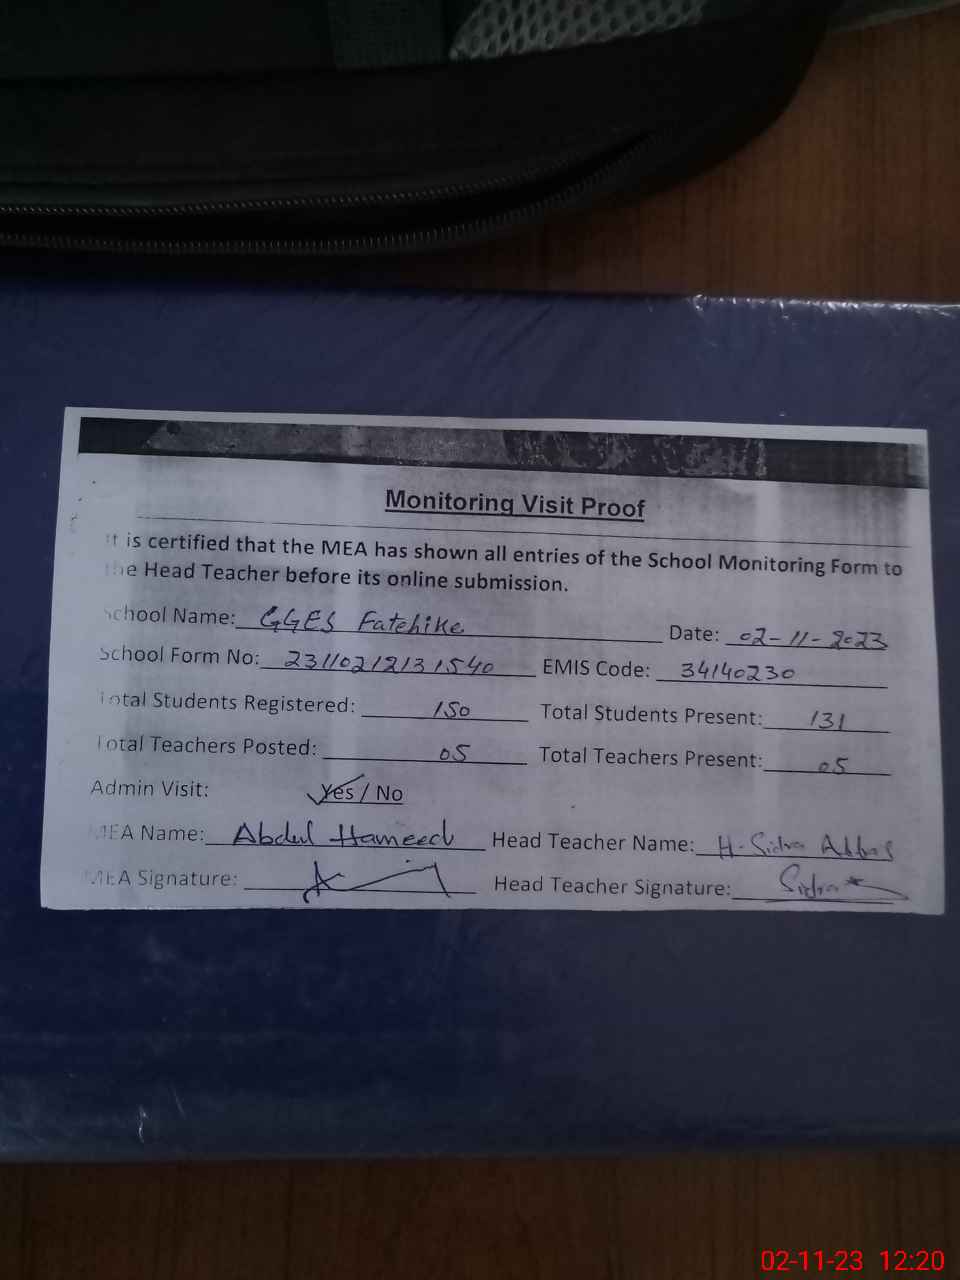 Monitoring Visit Proof
It is certified that the MEA has shown all entries of the School Monitoring Form to
the Head Teacher before its online submission.
School Name: GGES Fatehike Date: 02-11-2023
School Form No: 23110212131540 EMIS Code: 34140230
Total Students Registered: 150 Total Students Present: 131
Total Teachers Posted: 05 Total Teachers Present: 05
Admin Visit: Yes / No
MEA Name: Abdul Hameed Head Teacher Name: H. Sidra Abbas
MEA Signature: Head Teacher Signature: Sidra
02-11-23 12:20